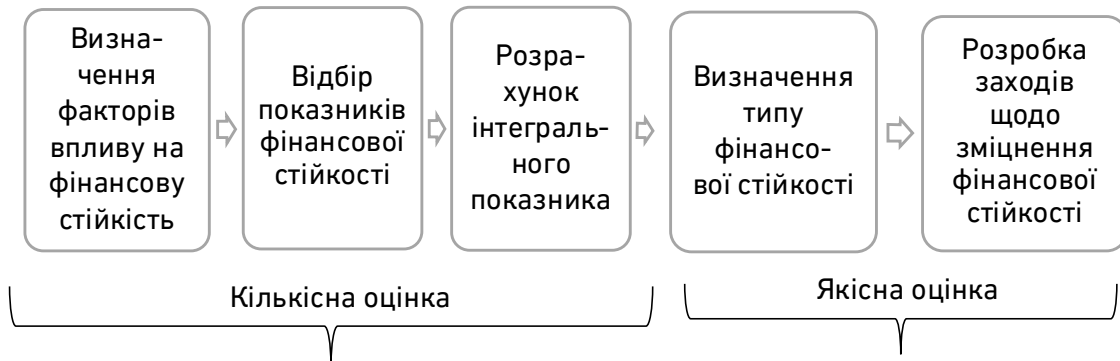 Визна-
чення
факторів
впливу на
фінансову
стійкість
Відбір
показників
фінансової
стійкості
Розра-
хунок
інтеграль-
ного
показника
Визначення
типу
фінансо-
вої стійкості
Розробка
заходів
щодо
зміцнення
фінансової
стійкості
Кількісна оцінка
Якісна оцінка